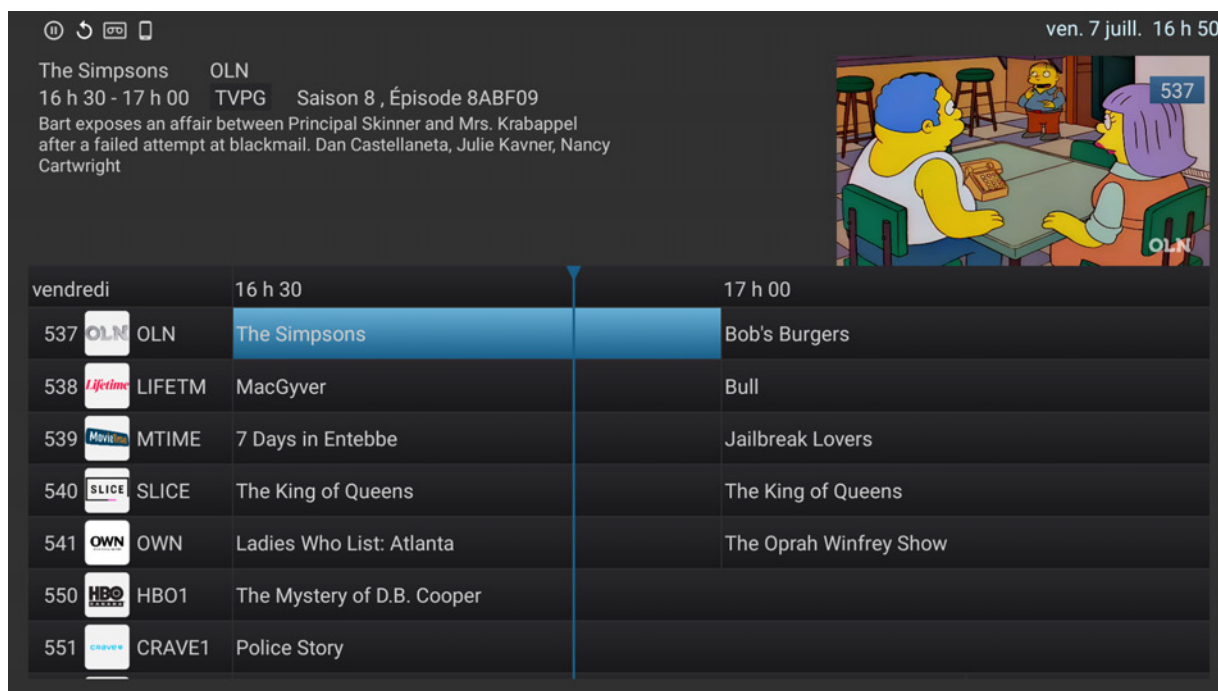 ven. 7 juill. 16 h 50
The Simpsons OLN
16 h 30 - 17 h 00 TVPG Saison 8 , Épisode 8ABF09
Bart exposes an affair between Principal Skinner and Mrs. Krabappel
after a failed attempt at blackmail. Dan Castellaneta, Julie Kavner, Nancy
Cartwright
537
OLN
vendredi 16 h 30 17 h 00
537 OLN OLN The Simpsons Bob's Burgers
538 Lifetime LIFETM MacGyver Bull
539 Movietime MTIME 7 Days in Entebbe Jailbreak Lovers
540 SLICE SLICE The King of Queens The King of Queens
541 OWN OWN Ladies Who List: Atlanta The Oprah Winfrey Show
550 HBO CANADA HBO1 The Mystery of D.B. Cooper
551 crave CRAVE1 Police Story